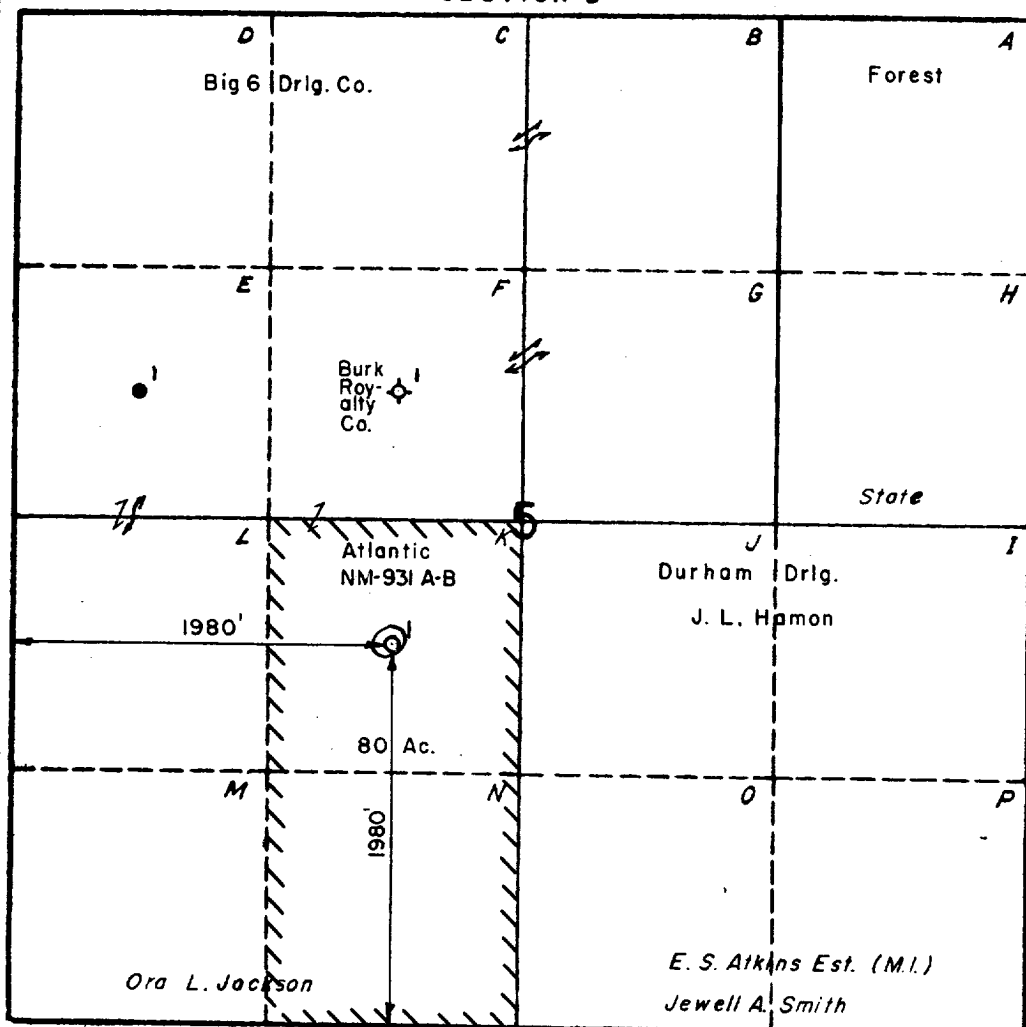 D C B A
Big 6 Drlg. Co.
Forest
E F G H
1
Burk
Roy-
alty
Co.
1
State
5
L K J I
Atlantic
NM-931 A-B
Durham Drlg.
J. L. Hamon
1980'
1
80 Ac.
M N O P
1980'
Ora L. Jackson
E. S. Atkins Est. (M.I.)
Jewell A. Smith